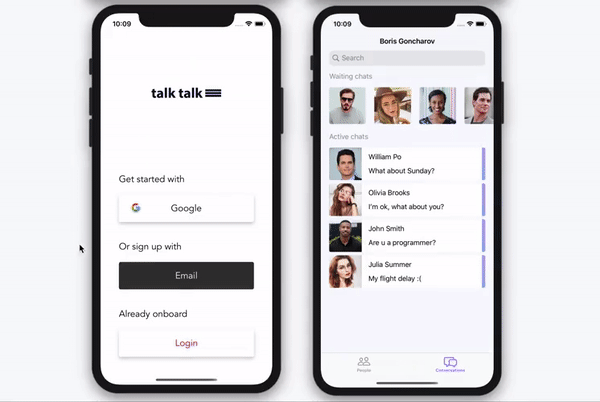 10:09
talk talk
Get started with
Google
Or sign up with
Email
Already onboard
Login
10:09
Boris Goncharov
Search
Waiting chats
Active chats
William Po
What about Sunday?
Olivia Brooks
I'm ok, what about you?
John Smith
Are u a programmer?
Julia Summer
My flight delay :(
People
Conversations